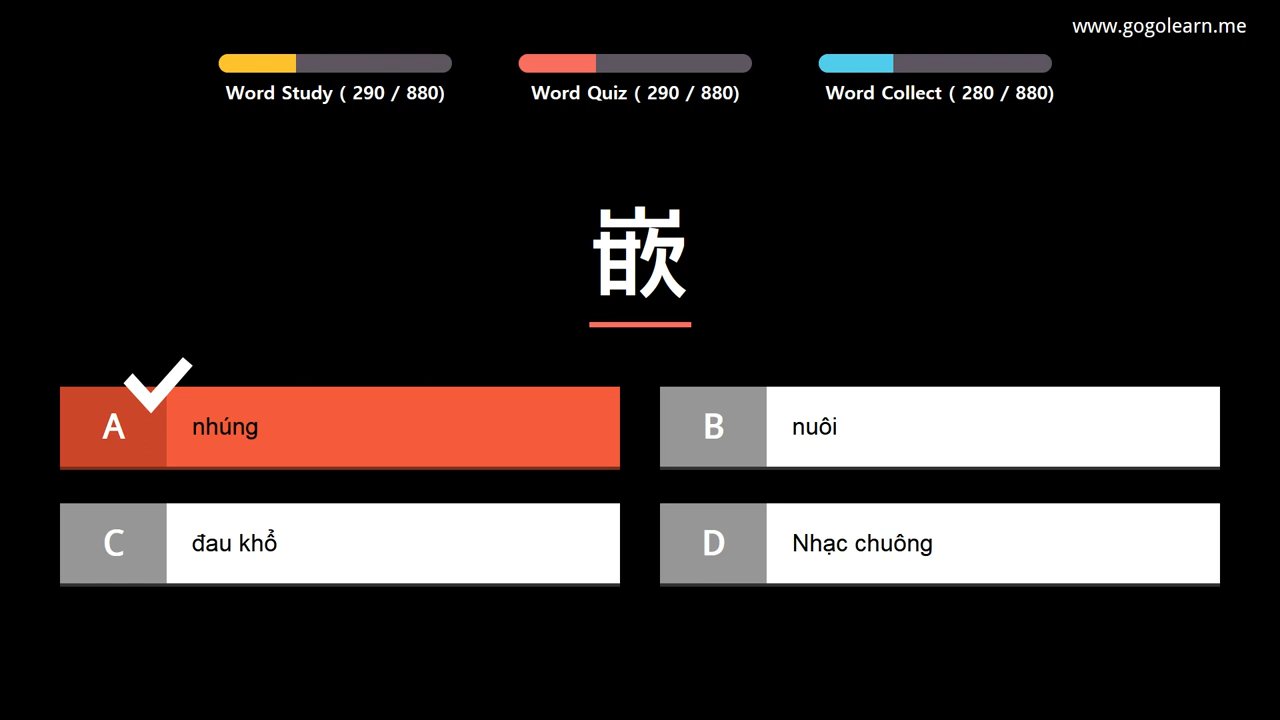 www.gogolearn.me
Word Study ( 290 / 880)
Word Quiz ( 290 / 880)
Word Collect ( 280 / 880)
嵌
A nhúng
B nuôi
C đau khổ
D Nhạc chuông